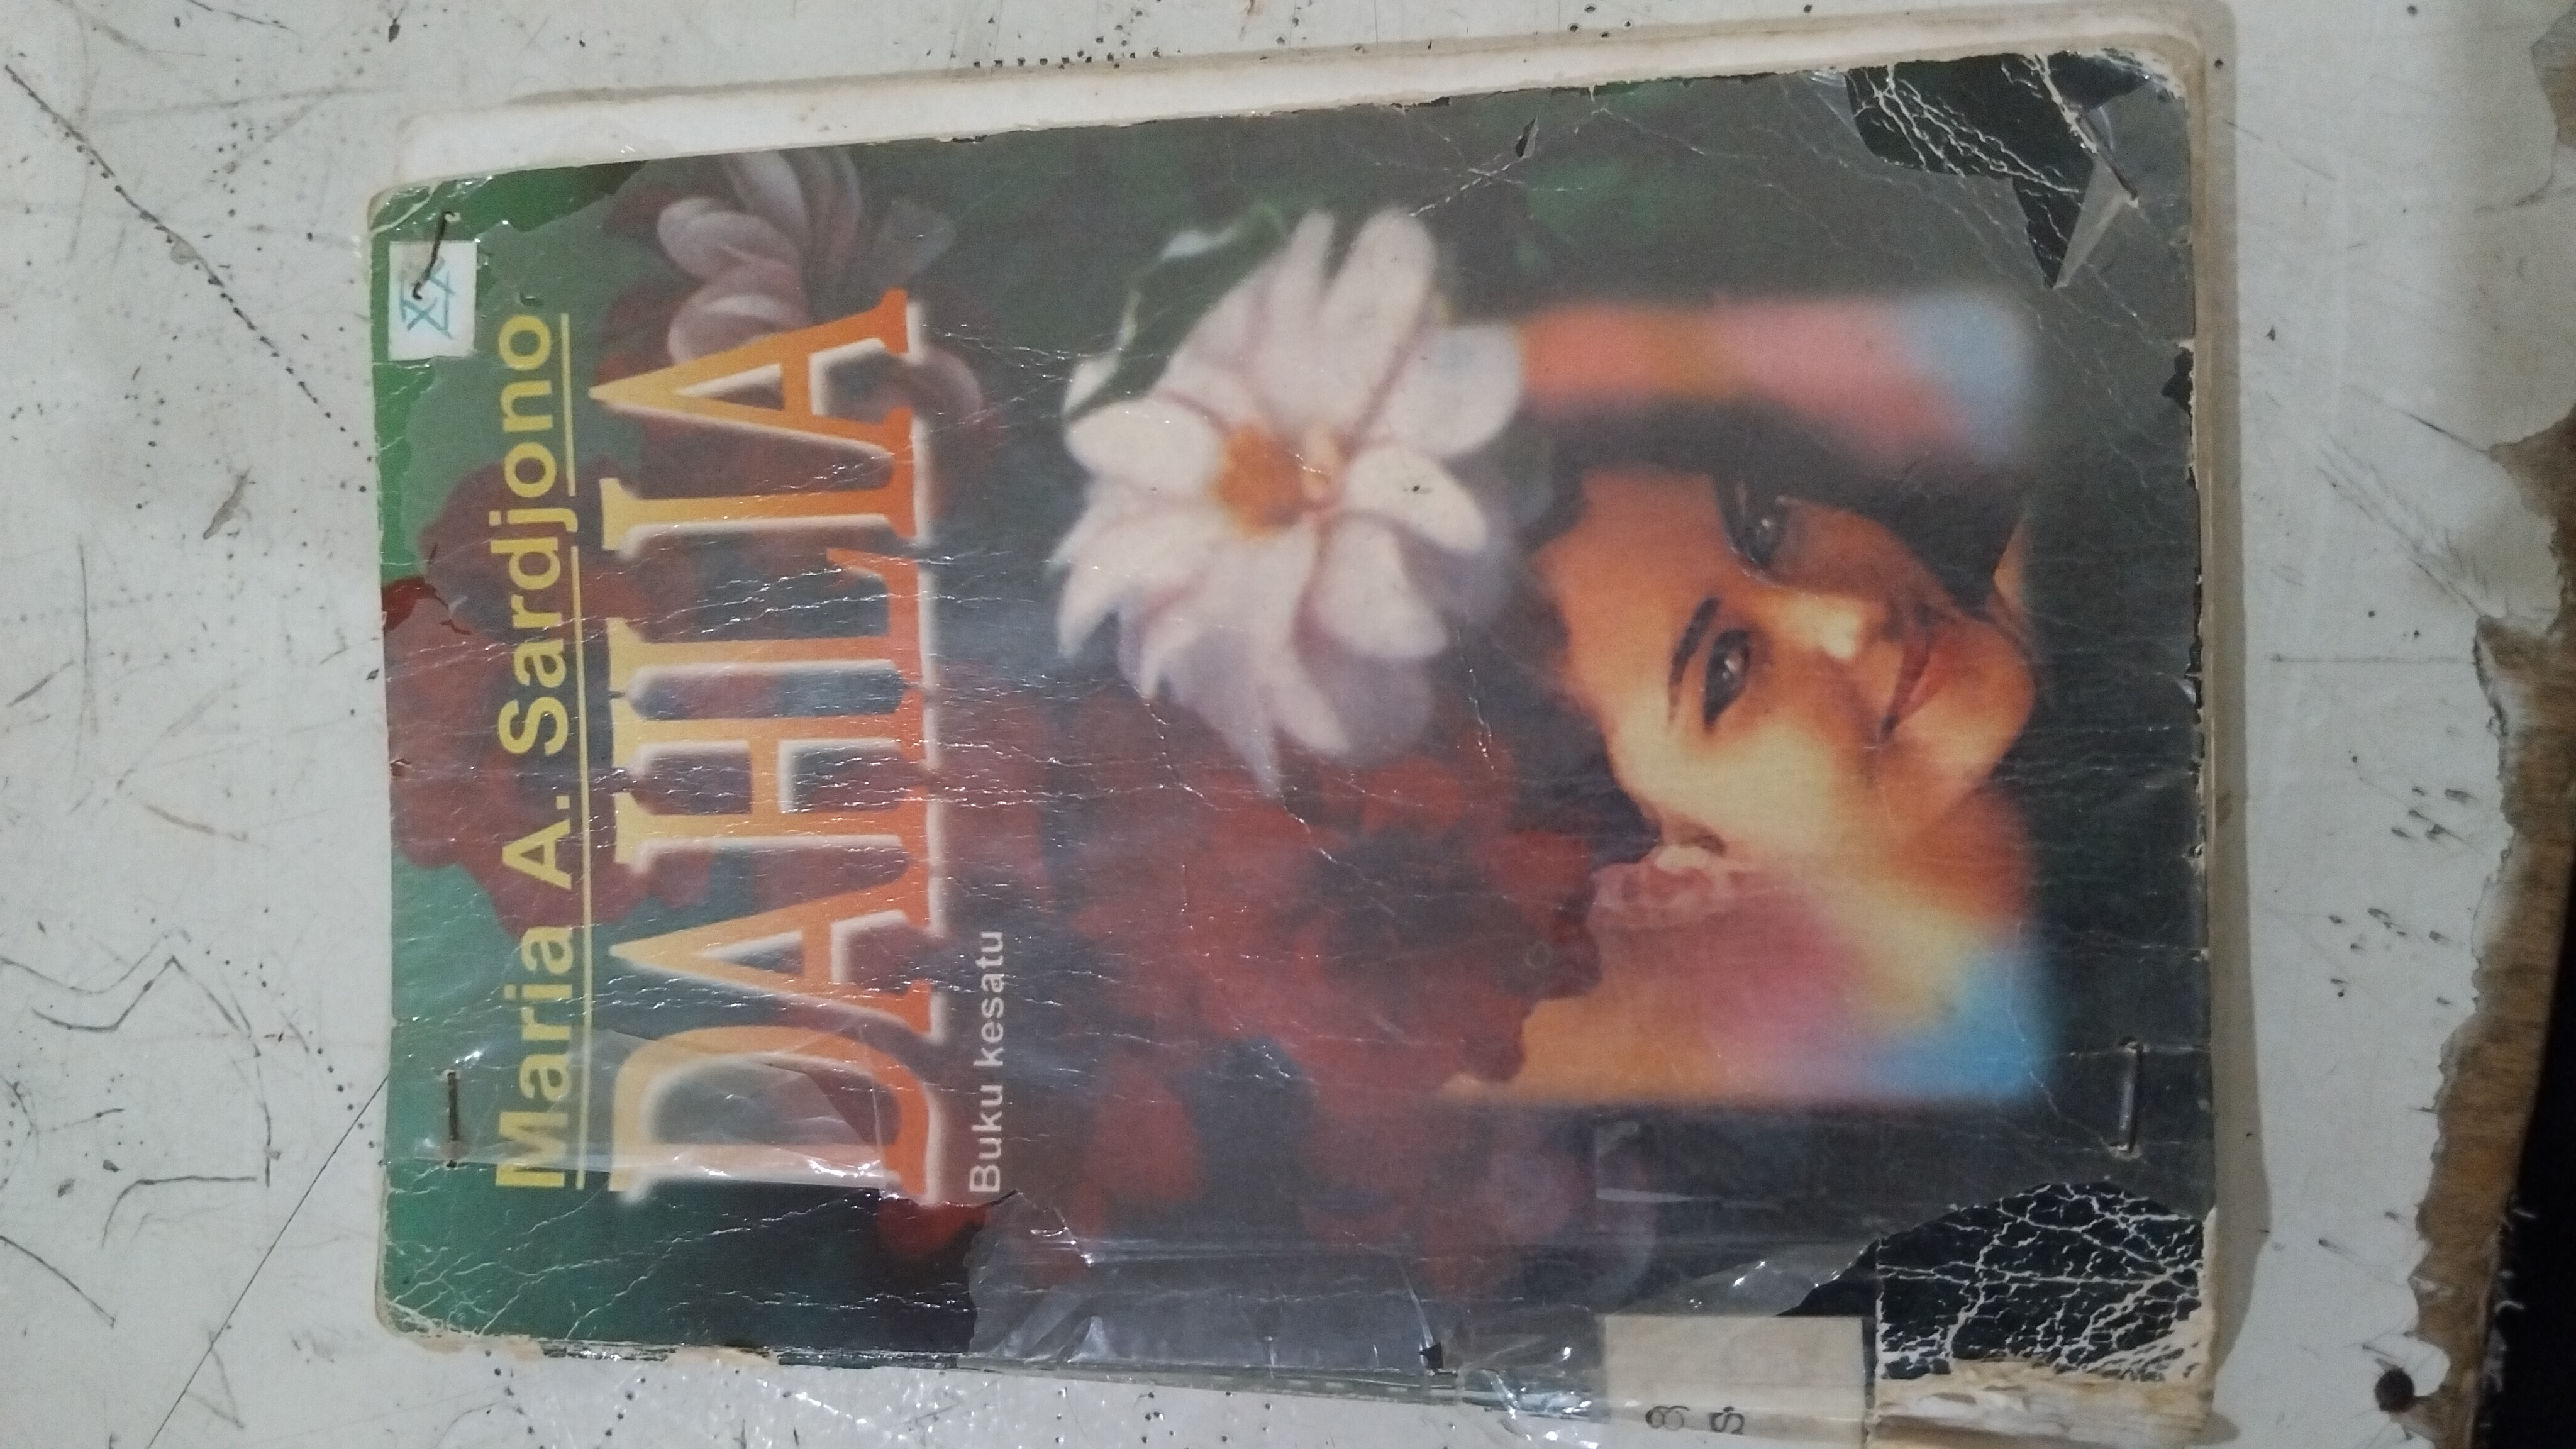 Maria A. Sardjono
DAHLIA
Buku kesatu